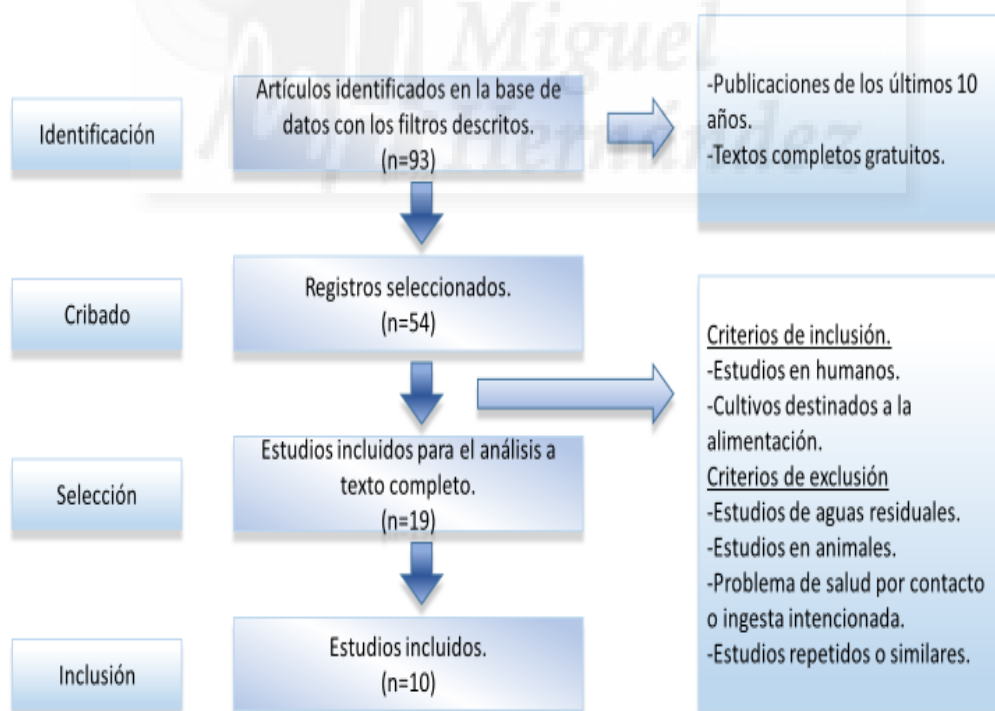 Miguel
Hernández
Identificación
Artículos identificados en la base de
datos con los filtros descritos.
(n=93)
-Publicaciones de los últimos 10
años.
-Textos completos gratuitos.
Cribado
Registros seleccionados.
(n=54)
Criterios de inclusión.
-Estudios en humanos.
-Cultivos destinados a la
alimentación.
Criterios de exclusión
-Estudios de aguas residuales.
-Estudios en animales.
-Problema de salud por contacto
o ingesta intencionada.
-Estudios repetidos o similares.
Selección
Estudios incluidos para el análisis a
texto completo.
(n=19)
Inclusión
Estudios incluidos.
(n=10)